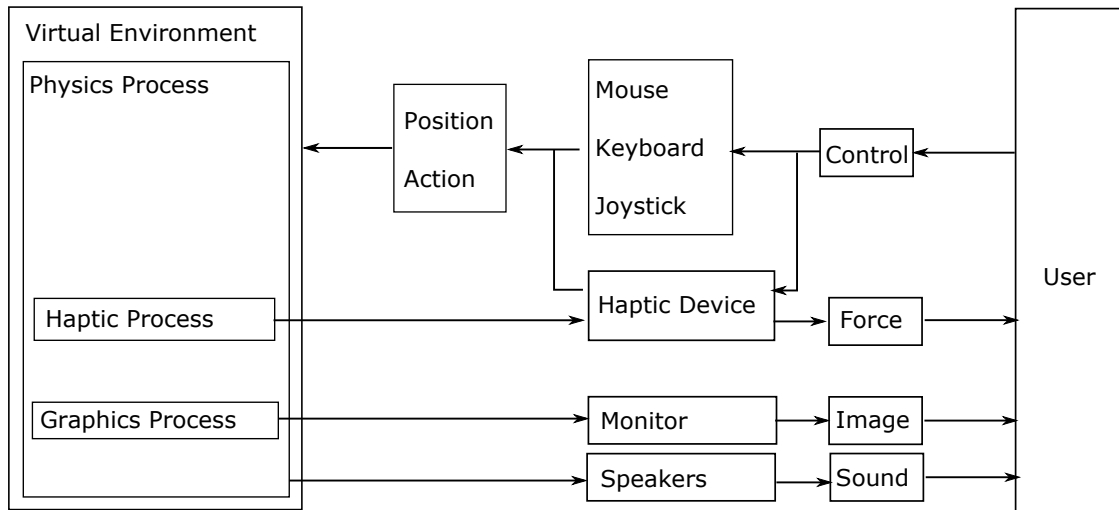 Virtual Environment
Physics Process
Position
Action
Mouse
Keyboard
Joystick
Control
User
Haptic Process
Haptic Device
Force
Graphics Process
Monitor
Image
Speakers
Sound